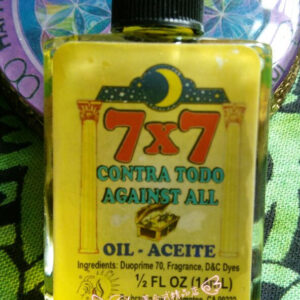 7x7
CONTRA TODO
AGAINST ALL
OIL - ACEITE
Ingredients: Duoprime 70, Fragrance, D&C Dyes
½ FL OZ